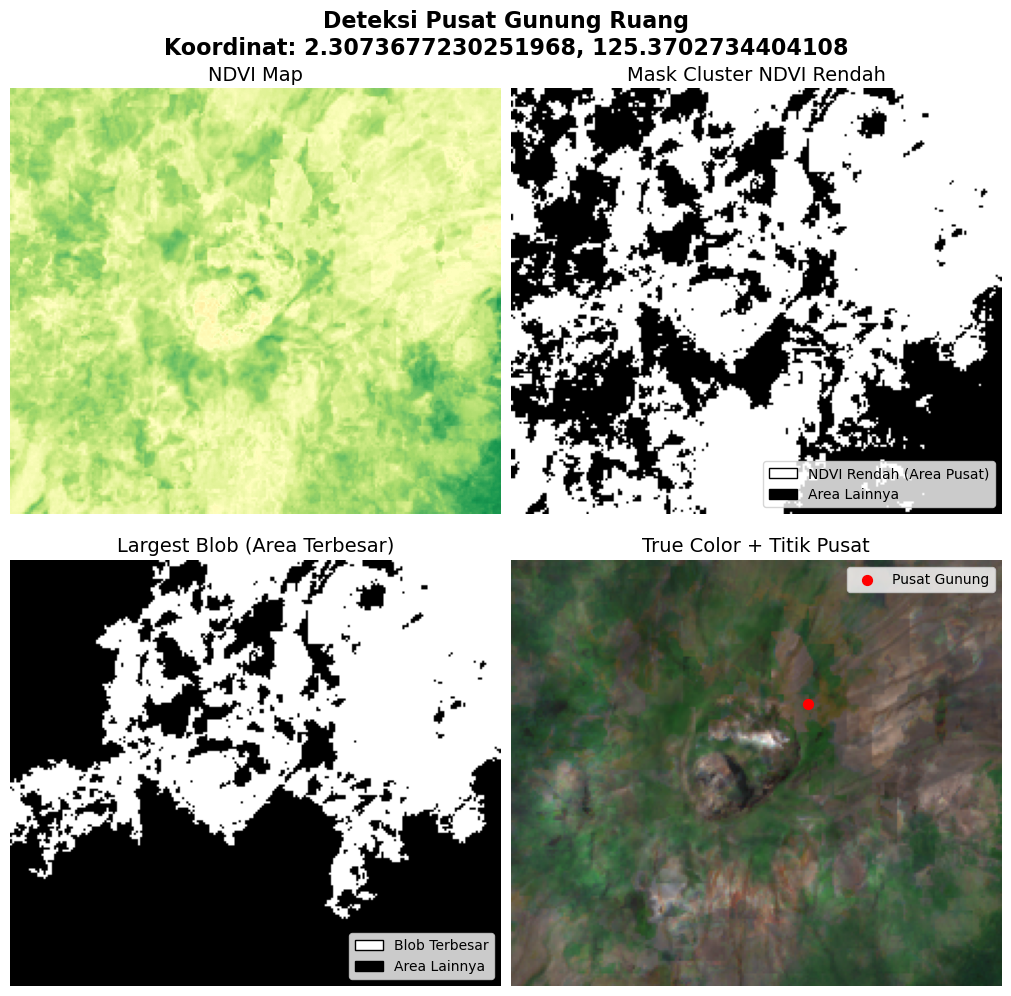 Deteksi Pusat Gunung Ruang
Koordinat: 2.3073677230251968, 125.3702734404108
NDVI Map
Mask Cluster NDVI Rendah
NDVI Rendah (Area Pusat)
Area Lainnya
Largest Blob (Area Terbesar)
True Color + Titik Pusat
Blob Terbesar
Area Lainnya
Pusat Gunung